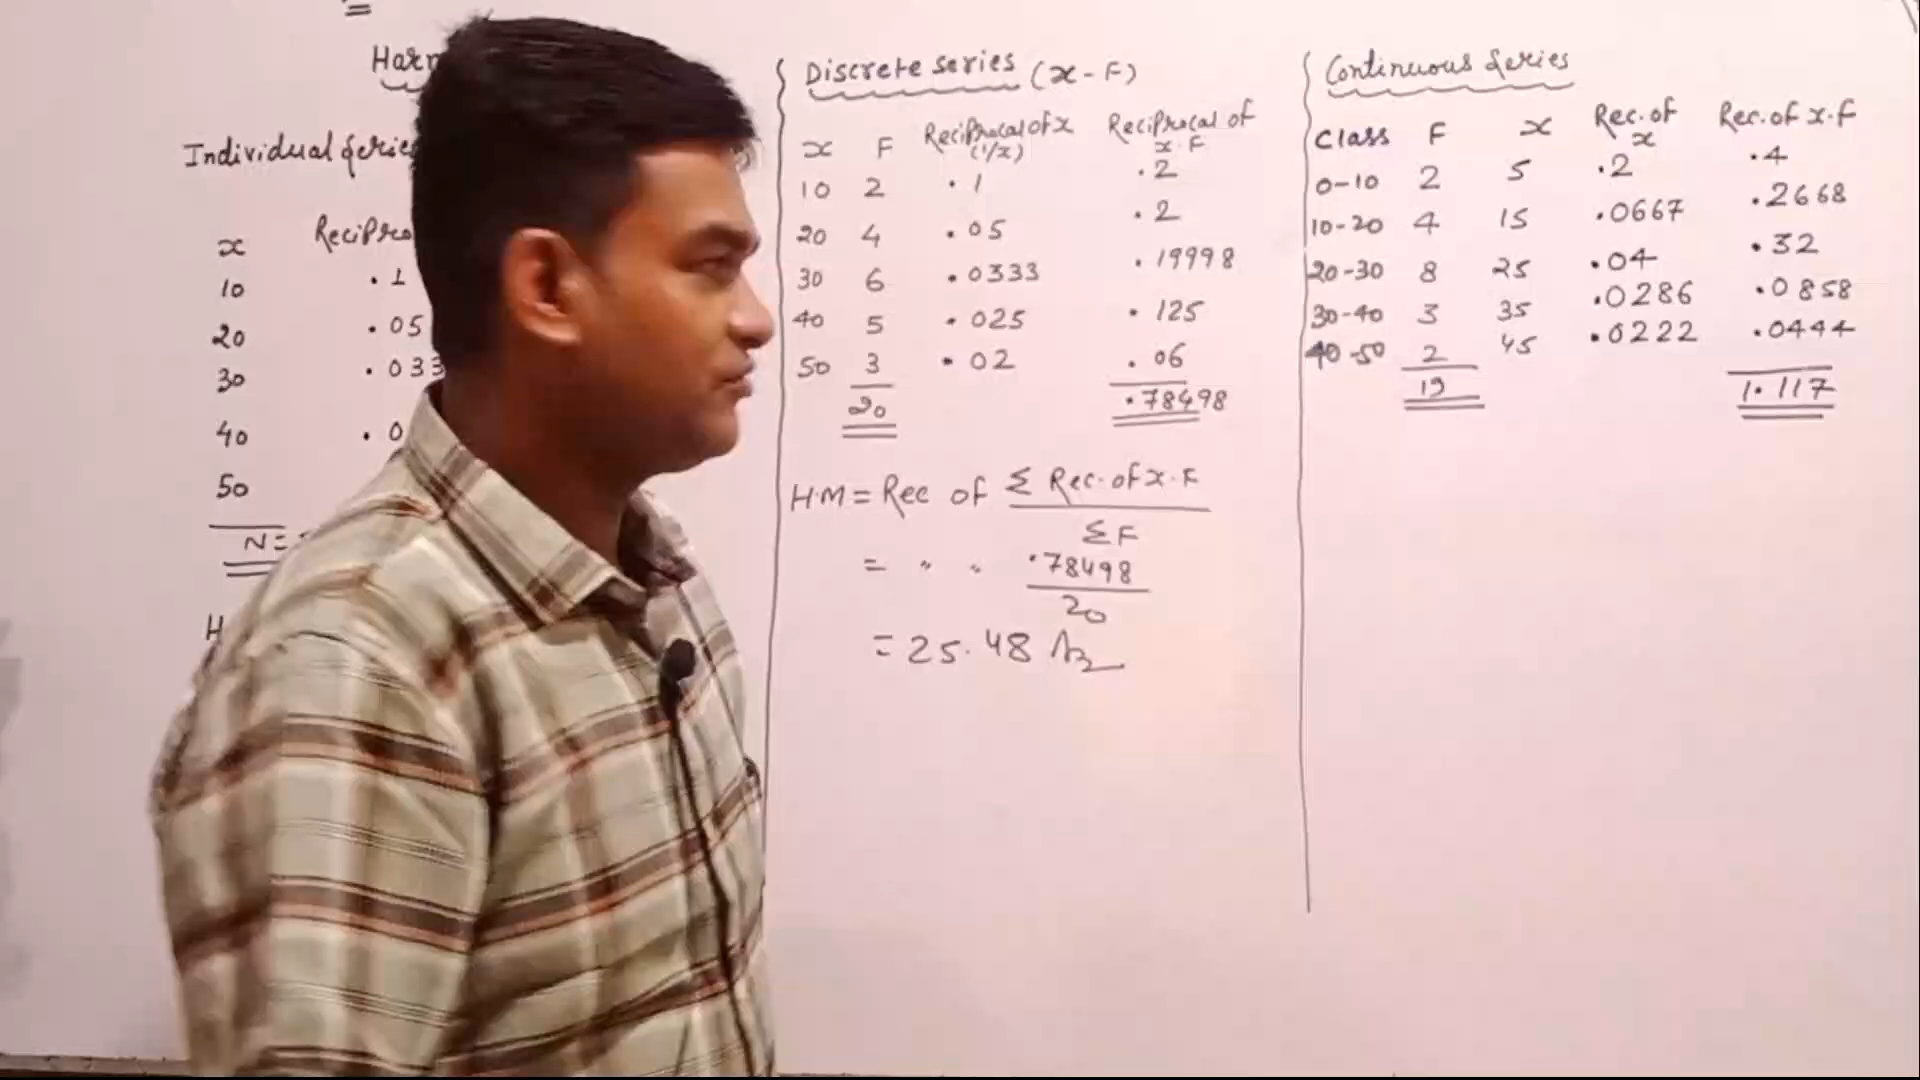 Individual Serie
x Recipro
10 .1
20 .05
30 .033
40 .0
50
N =
H
Discrete series (x-F)
x F Reciprocal of x (1/x) Reciprocal of x.F
10 2 .1 .2
20 4 .05 .2
30 6 .0333 .19998
40 5 .025 .125
50 3 .02 .06
20 .78498
H.M = Rec of Σ Rec. of x.F
ΣF
= " " .78498
20
= 25.48
Continuous Series
Class F x Rec. of x Rec. of x.F
0-10 2 5 .2 .4
10-20 4 15 .0667 .2668
20-30 8 25 .04 .32
30-40 3 35 .0286 .0858
40-50 2 45 .0222 .0444
19 1.117